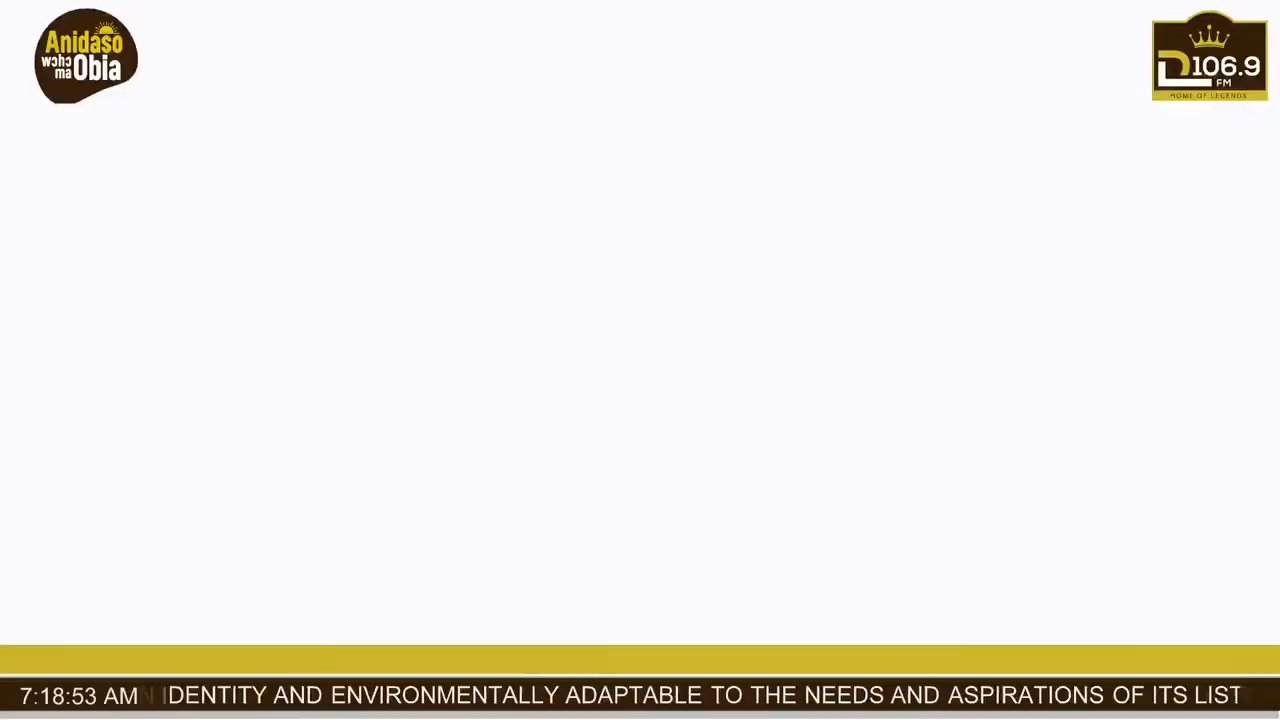 Anidaso
wɔhɔ
ma Obia
106.9
FM
HOME OF LEGENDS
7:18:53 AM
IDENTITY AND ENVIRONMENTALLY ADAPTABLE TO THE NEEDS AND ASPIRATIONS OF ITS LIST